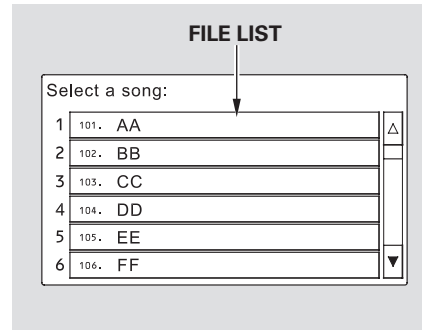 FILE LIST
Select a song:
1 101. AA
2 102. BB
3 103. CC
4 104. DD
5 105. EE
6 106. FF